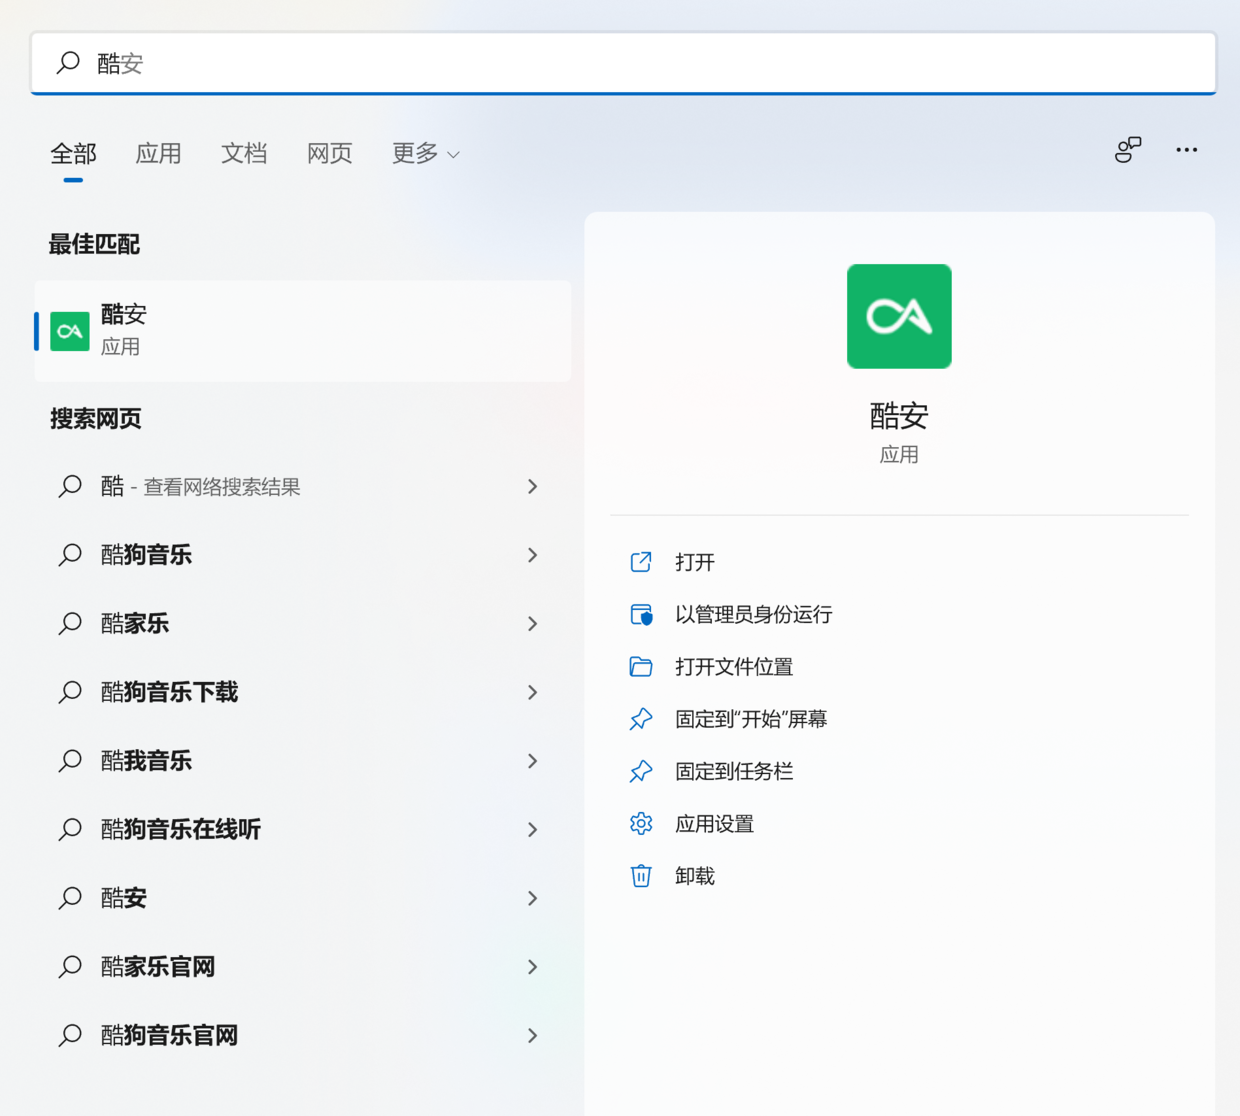 酷安
全部 应用 文档 网页 更多
最佳匹配
酷安
应用
搜索网页
酷 - 查看网络搜索结果
酷狗音乐
酷家乐
酷狗音乐下载
酷我音乐
酷狗音乐在线听
酷安
酷家乐官网
酷狗音乐官网
酷安
应用
打开
以管理员身份运行
打开文件位置
固定到“开始”屏幕
固定到任务栏
应用设置
卸载